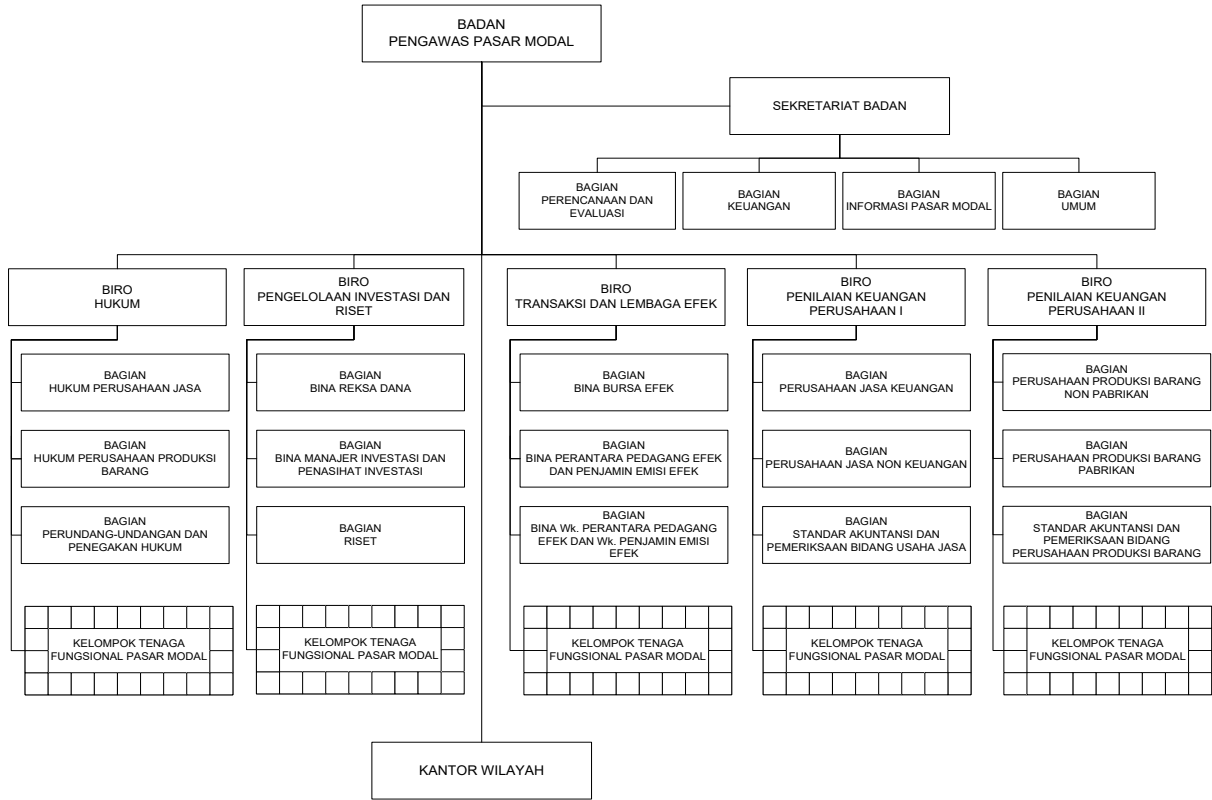 BADAN
PENGAWAS PASAR MODAL
SEKRETARIAT BADAN
BAGIAN
PERENCANAAN DAN
EVALUASI
BAGIAN
KEUANGAN
BAGIAN
INFORMASI PASAR MODAL
BAGIAN
UMUM
BIRO
HUKUM
BIRO
PENGELOLAAN INVESTASI DAN
RISET
BIRO
TRANSAKSI DAN LEMBAGA EFEK
BIRO
PENILAIAN KEUANGAN
PERUSAHAAN I
BIRO
PENILAIAN KEUANGAN
PERUSAHAAN II
BAGIAN
HUKUM PERUSAHAAN JASA
BAGIAN
BINA REKSA DANA
BAGIAN
BINA BURSA EFEK
BAGIAN
PERUSAHAAN JASA KEUANGAN
BAGIAN
PERUSAHAAN PRODUKSI BARANG
NON PABRIKAN
BAGIAN
HUKUM PERUSAHAAN PRODUKSI
BARANG
BAGIAN
BINA MANAJER INVESTASI DAN
PENASIHAT INVESTASI
BAGIAN
BINA PERANTARA PEDAGANG EFEK
DAN PENJAMIN EMISI EFEK
BAGIAN
PERUSAHAAN JASA NON KEUANGAN
BAGIAN
PERUSAHAAN PRODUKSI BARANG
PABRIKAN
BAGIAN
PERUNDANG-UNDANGAN DAN
PENEGAKAN HUKUM
BAGIAN
RISET
BAGIAN
BINA Wk. PERANTARA PEDAGANG
EFEK DAN Wk. PENJAMIN EMISI
EFEK
BAGIAN
STANDAR AKUNTANSI DAN
PEMERIKSAAN BIDANG USAHA JASA
BAGIAN
STANDAR AKUNTANSI DAN
PEMERIKSAAN BIDANG
PERUSAHAAN PRODUKSI BARANG
KELOMPOK TENAGA
FUNGSIONAL PASAR MODAL
KELOMPOK TENAGA
FUNGSIONAL PASAR MODAL
KELOMPOK TENAGA
FUNGSIONAL PASAR MODAL
KELOMPOK TENAGA
FUNGSIONAL PASAR MODAL
KELOMPOK TENAGA
FUNGSIONAL PASAR MODAL
KANTOR WILAYAH